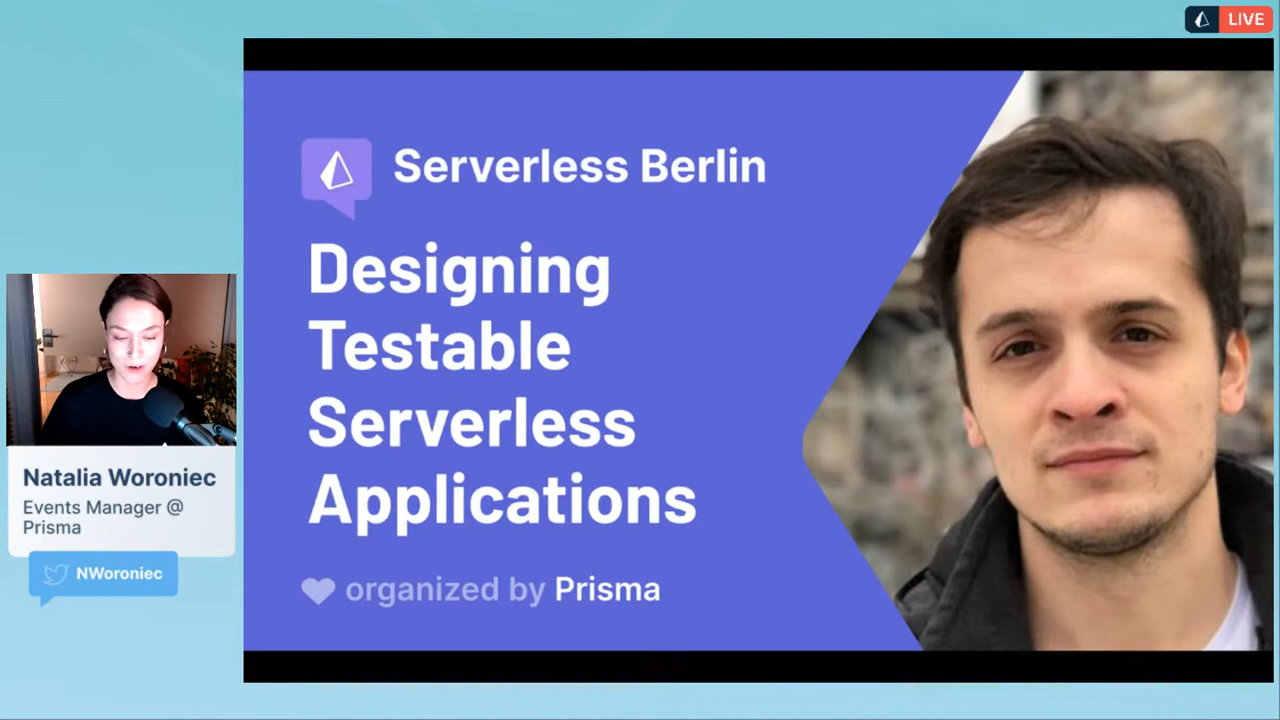 LIVE
Serverless Berlin
Designing
Testable
Serverless
Applications
organized by Prisma
Natalia Woroniec
Events Manager @
Prisma
NWoroniec